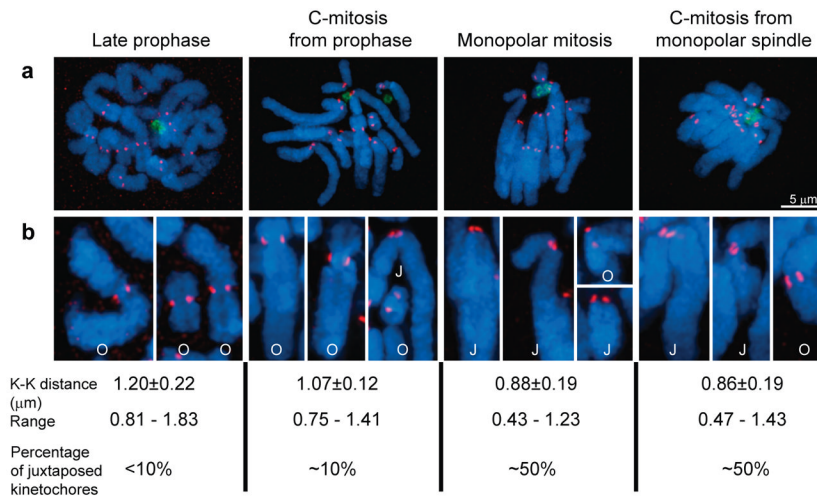 Late prophase
C-mitosis
from prophase
Monopolar mitosis
C-mitosis from
monopolar spindle
a
5 μm
b
O
O
O
O
O
J
O
J
J
O
J
J
J
O
K-K distance
(μm)
1.20±0.22
1.07±0.12
0.88±0.19
0.86±0.19
Range
0.81 - 1.83
0.75 - 1.41
0.43 - 1.23
0.47 - 1.43
Percentage
of juxtaposed
kinetochores
<10%
~10%
~50%
~50%